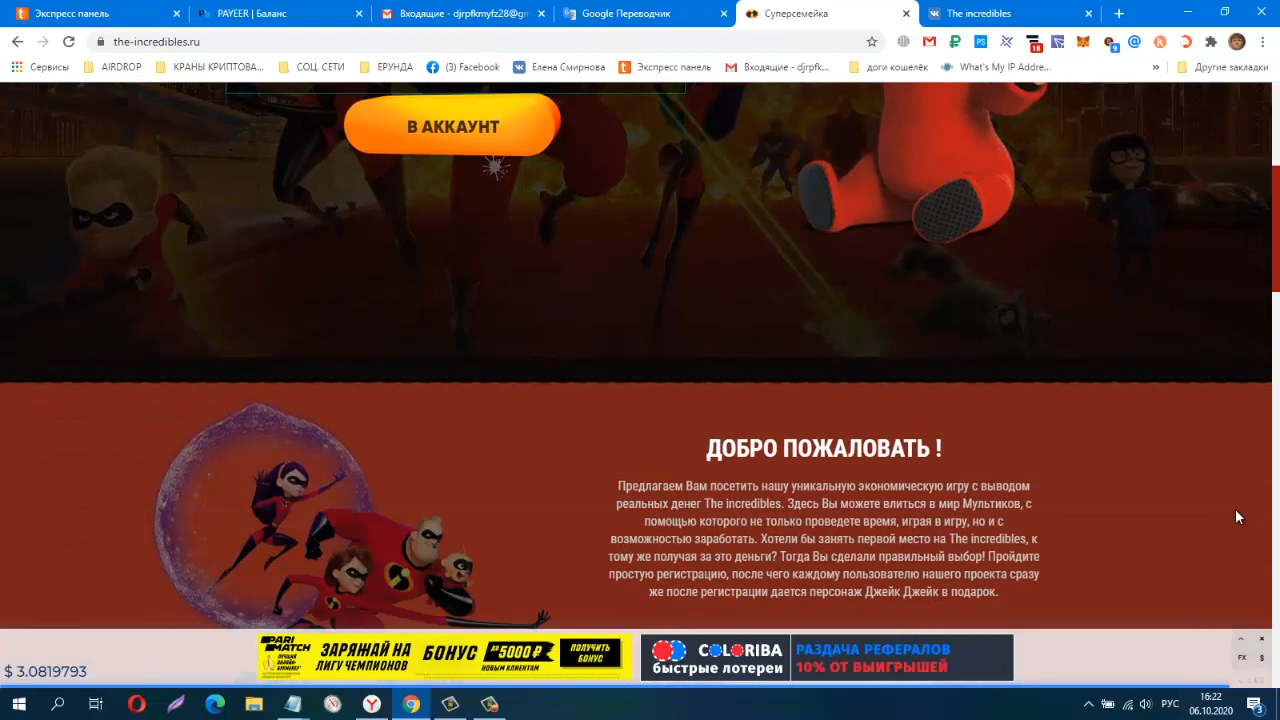 Экспресс панель
PAYEER | Баланс
Входящие - djrpfkmyfz28@gm
Google Переводчик
Суперсемейка
The incredibles
the-incredibles.ru
18
9
Сервисы
AIRDROP
КРАНЫ КРИПТОВА...
СОЦ. СЕТИ
ЕРУНДА
(3) Facebook
Елена Смирнова
Экспресс панель
Входящие - djrpfk...
доги кошелёк
What's My IP Addre...
»
Другие закладки
В АККАУНТ
ДОБРО ПОЖАЛОВАТЬ !
Предлагаем Вам посетить нашу уникальную экономическую игру с выводом
реальных денег The incredibles. Здесь Вы можете влиться в мир Мультиков, с
помощью которого не только проведете время, играя в игру, но и с
возможностью заработать. Хотели бы занять первой место на The incredibles, к
тому же получая за это деньги? Тогда Вы сделали правильный выбор! Пройдите
простую регистрацию, после чего каждому пользователю нашего проекта сразу
же после регистрации дается персонаж Джейк Джейк в подарок.
PARI MATCH
ЗАРЯЖАЙ НА
ЛИГУ ЧЕМПИОНОВ
БОНУС
ДО 5000 ₽
НОВЫМ КЛИЕНТАМ
ПОЛУЧИТЬ
БОНУС
COLORIBA
быстрые лотереи
РАЗДАЧА РЕФЕРАЛОВ
10% ОТ ВЫИГРЫШЕЙ
FX $
$ 3.0819793
РУС
16:22
06.10.2020
3